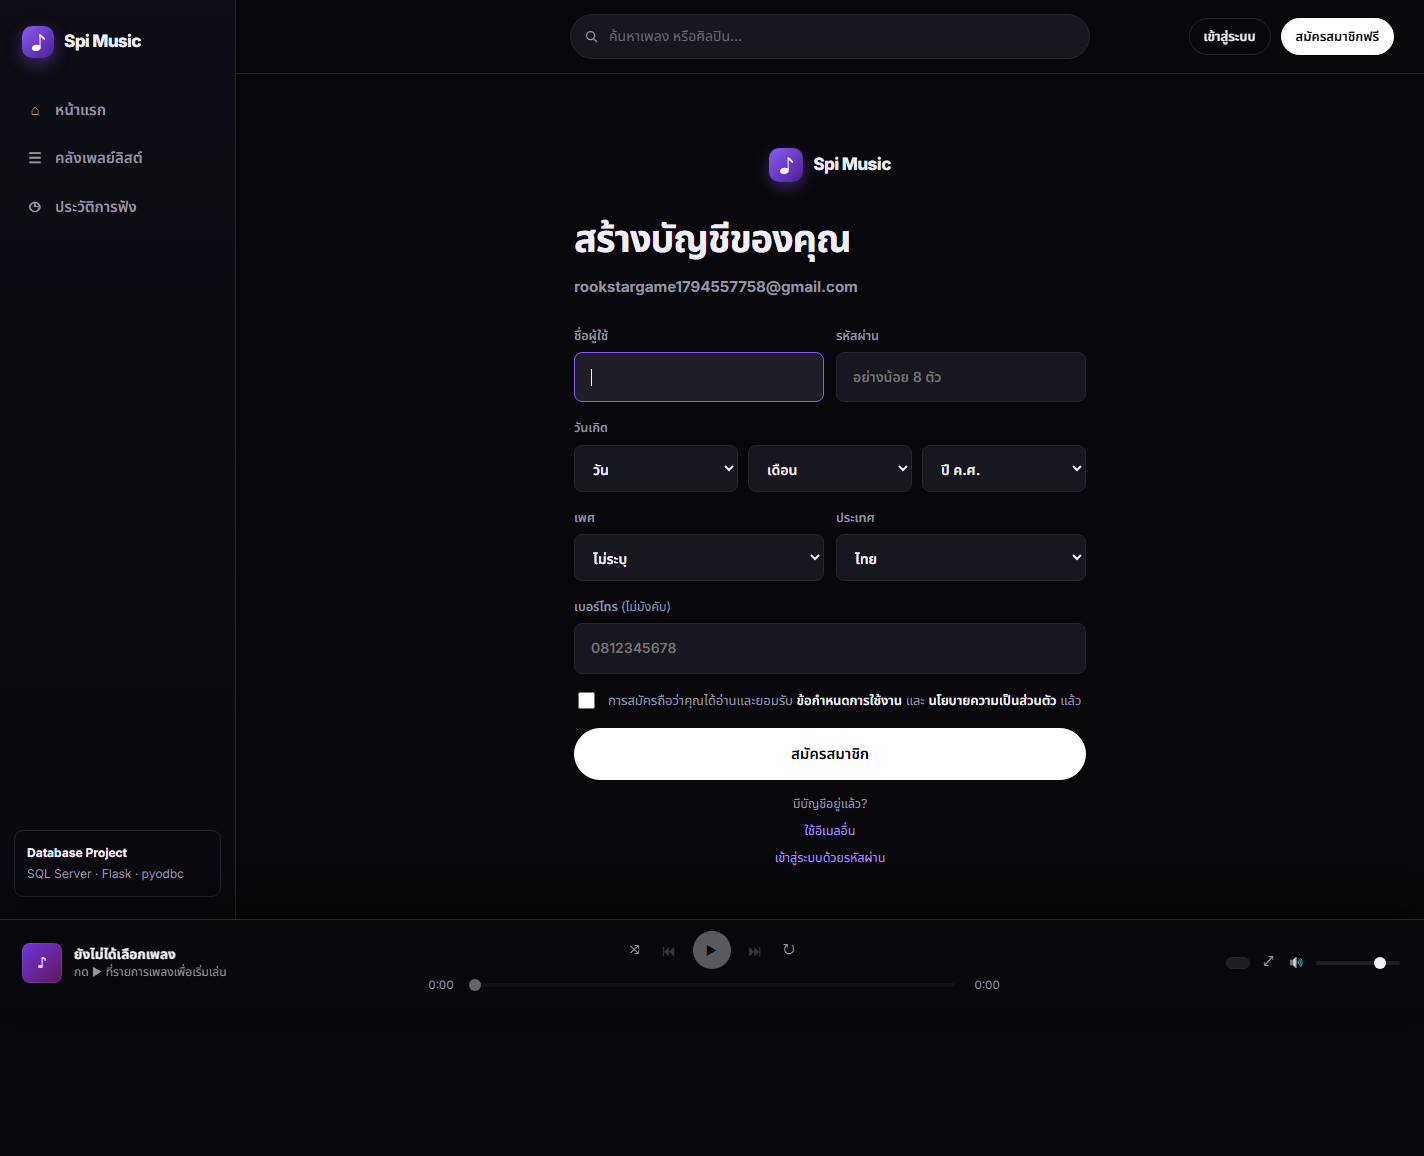 Spi Music
ค้นหาเพลง หรือศิลปิน...
เข้าสู่ระบบ
สมัครสมาชิกฟรี
หน้าแรก
คลังเพลย์ลิสต์
ประวัติการฟัง
Spi Music
สร้างบัญชีของคุณ
rookstargame1794557758@gmail.com
ชื่อผู้ใช้
รหัสผ่าน
อย่างน้อย 8 ตัว
วันเกิด
วัน
เดือน
ปี ค.ศ.
เพศ
ประเทศ
ไม่ระบุ
ไทย
เบอร์โทร (ไม่บังคับ)
0812345678
การสมัครถือว่าคุณได้อ่านและยอมรับ ข้อกำหนดการใช้งาน และ นโยบายความเป็นส่วนตัว แล้ว
สมัครสมาชิก
มีบัญชีอยู่แล้ว?
ใช้อีเมลอื่น
เข้าสู่ระบบด้วยรหัสผ่าน
Database Project
SQL Server · Flask · pyodbc
ยังไม่ได้เลือกเพลง
กด ▶ ที่รายการเพลงเพื่อเริ่มเล่น
0:00
0:00